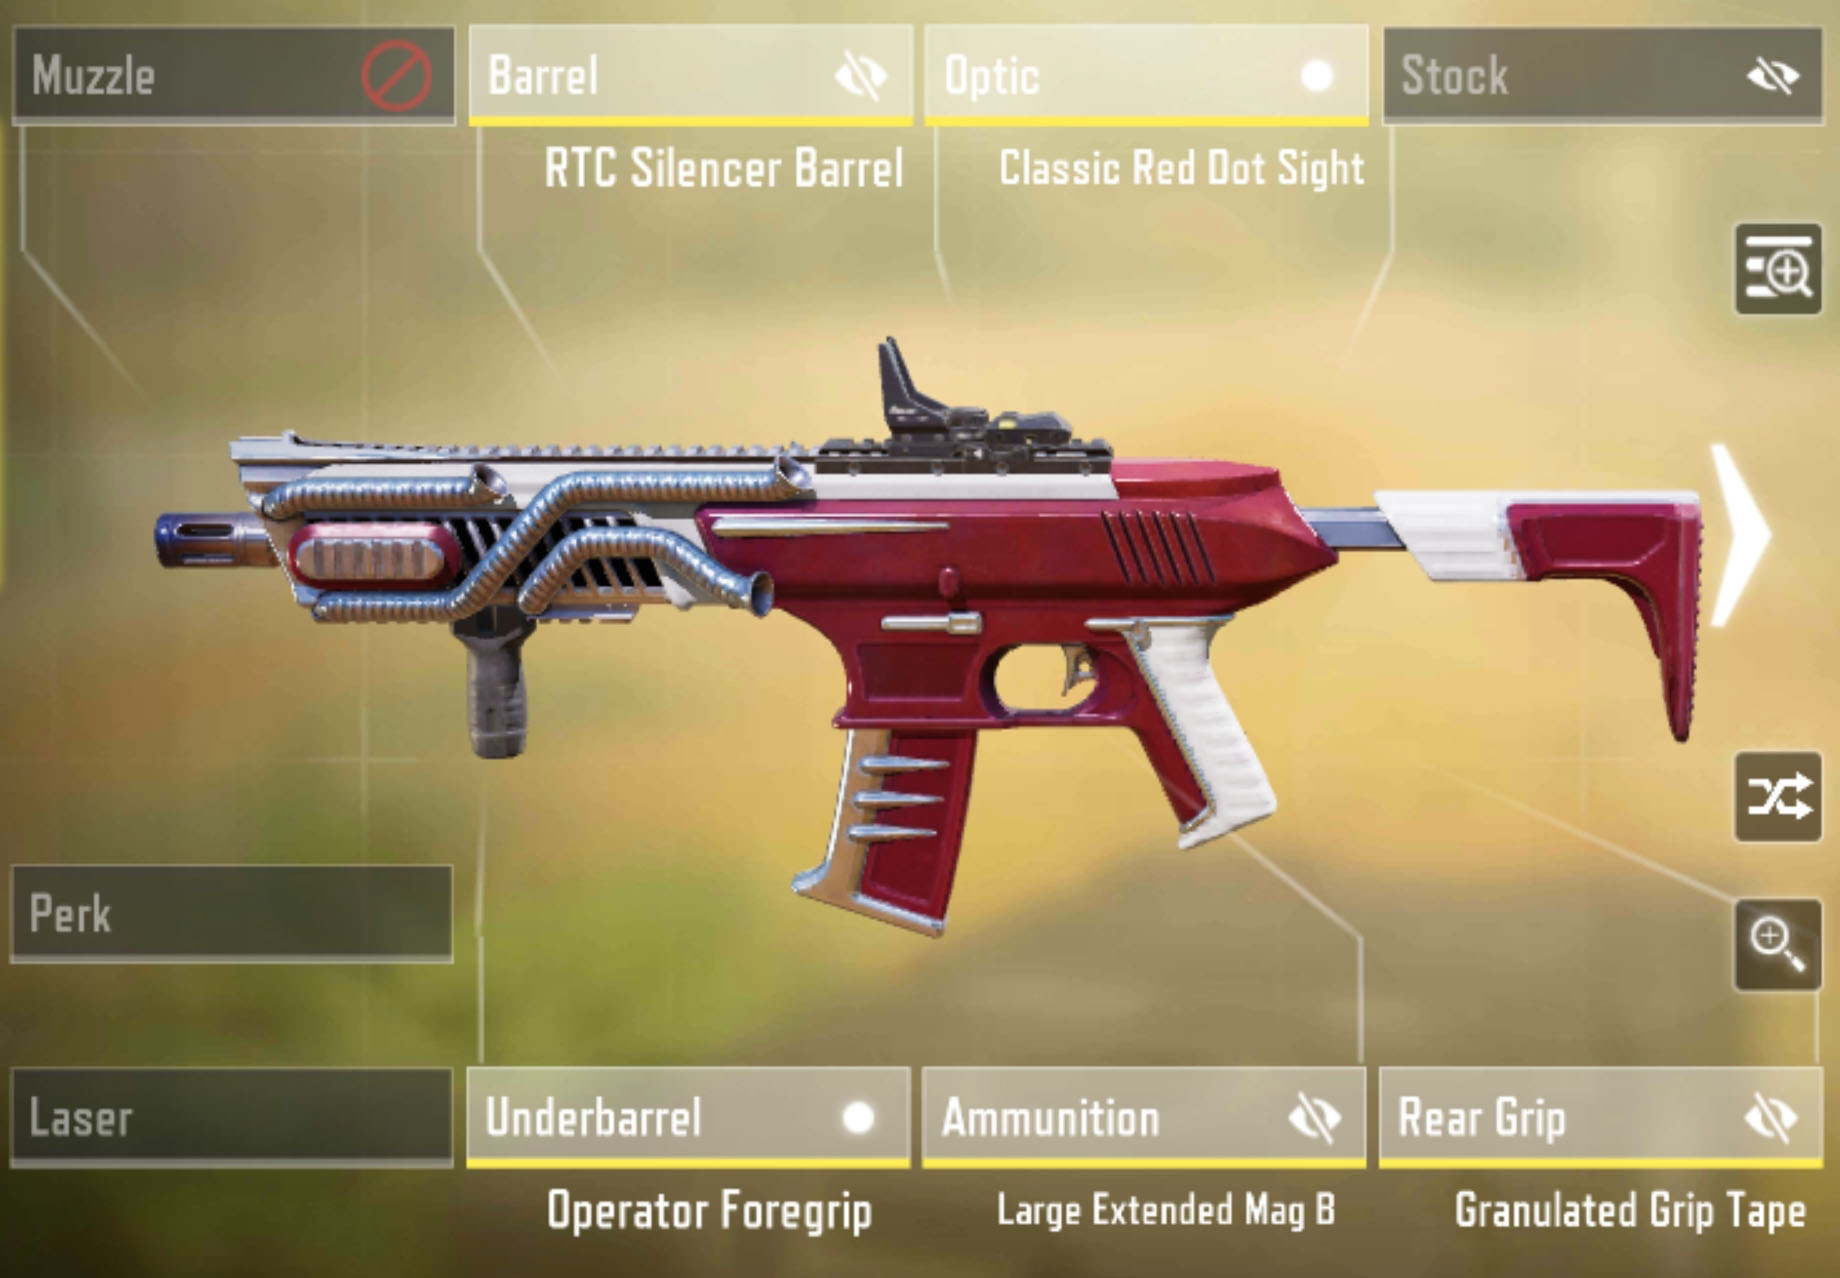 Muzzle
Barrel
Optic
Stock
RTC Silencer Barrel
Classic Red Dot Sight
Perk
Laser
Underbarrel
Ammunition
Rear Grip
Operator Foregrip
Large Extended Mag B
Granulated Grip Tape